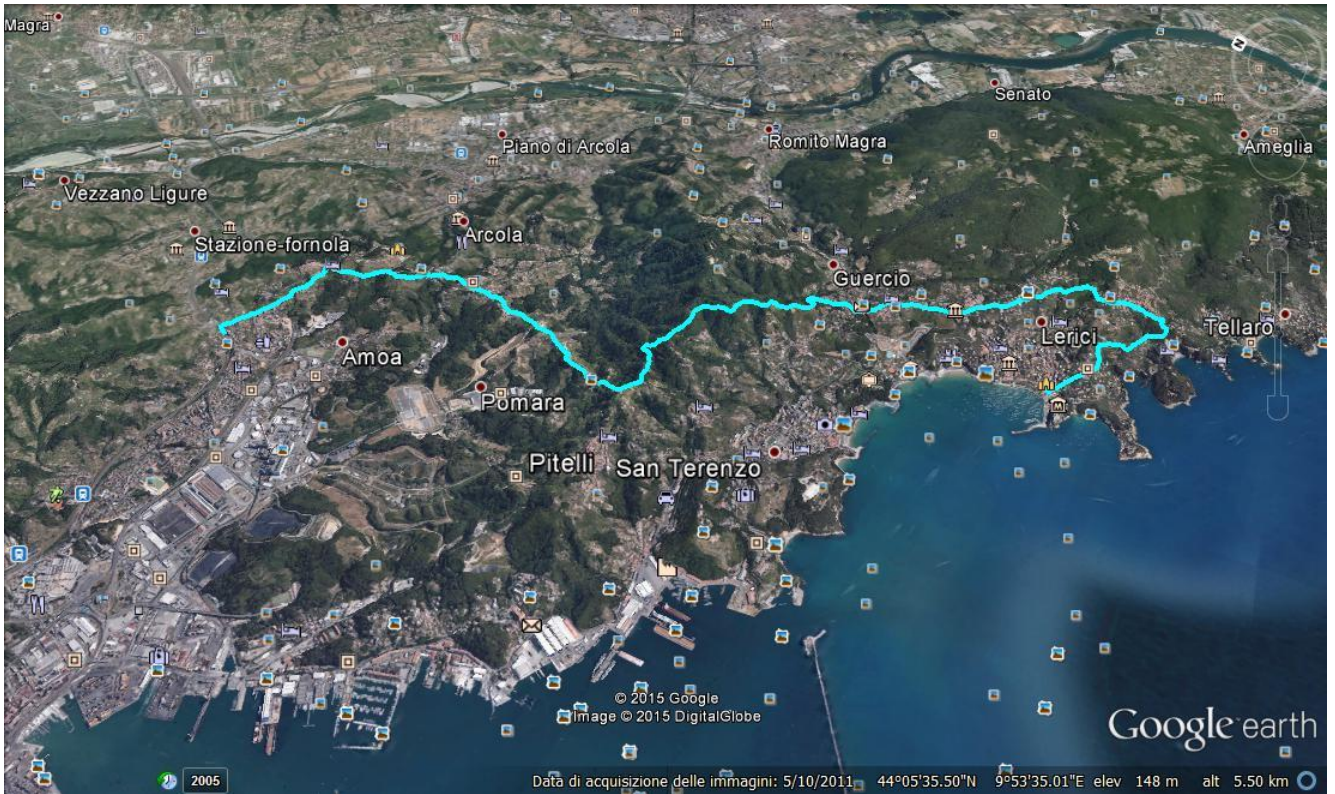 Magra
N
Senato
Piano di Arcola
Romito Magra
Ameglia
Vezzano Ligure
Arcola
Stazione-fornola
Guercio
Tellaro
Lerici
Amoa
Pomara
Pitelli
San Terenzo
M
© 2015 Google
Image © 2015 DigitalGlobe
Google earth
2005
Data di acquisizione delle immagini: 5/10/2011 44°05'35.50"N 9°53'35.01"E elev 148 m alt 5.50 km